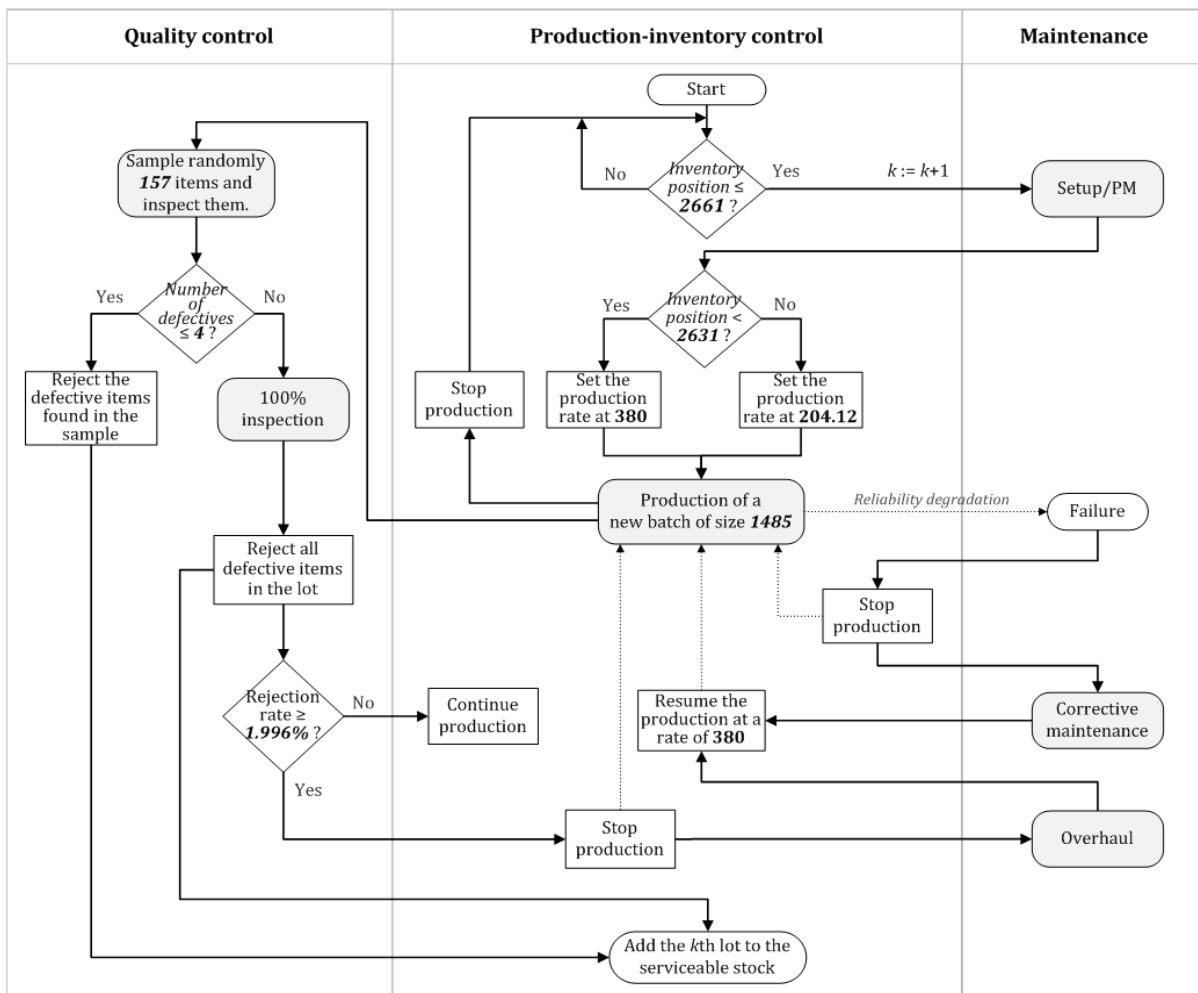 Quality control
Production-inventory control
Maintenance
Start
Sample randomly
157 items and
inspect them.
No
Inventory
position ≤
2661 ?
Yes
k := k+1
Setup/PM
Yes
Number
of
defectives
≤ 4 ?
No
Yes
Inventory
position <
2631 ?
No
Reject the
defective items
found in the
sample
100%
inspection
Stop
production
Set the
production
rate at 380
Set the
production
rate at 204.12
Production of a
new batch of size 1485
Reliability degradation
Failure
Reject all
defective items
in the lot
Stop
production
Rejection
rate ≥
1.996% ?
No
Continue
production
Resume the
production at a
rate of 380
Corrective
maintenance
Yes
Stop
production
Overhaul
Add the kth lot to the
serviceable stock